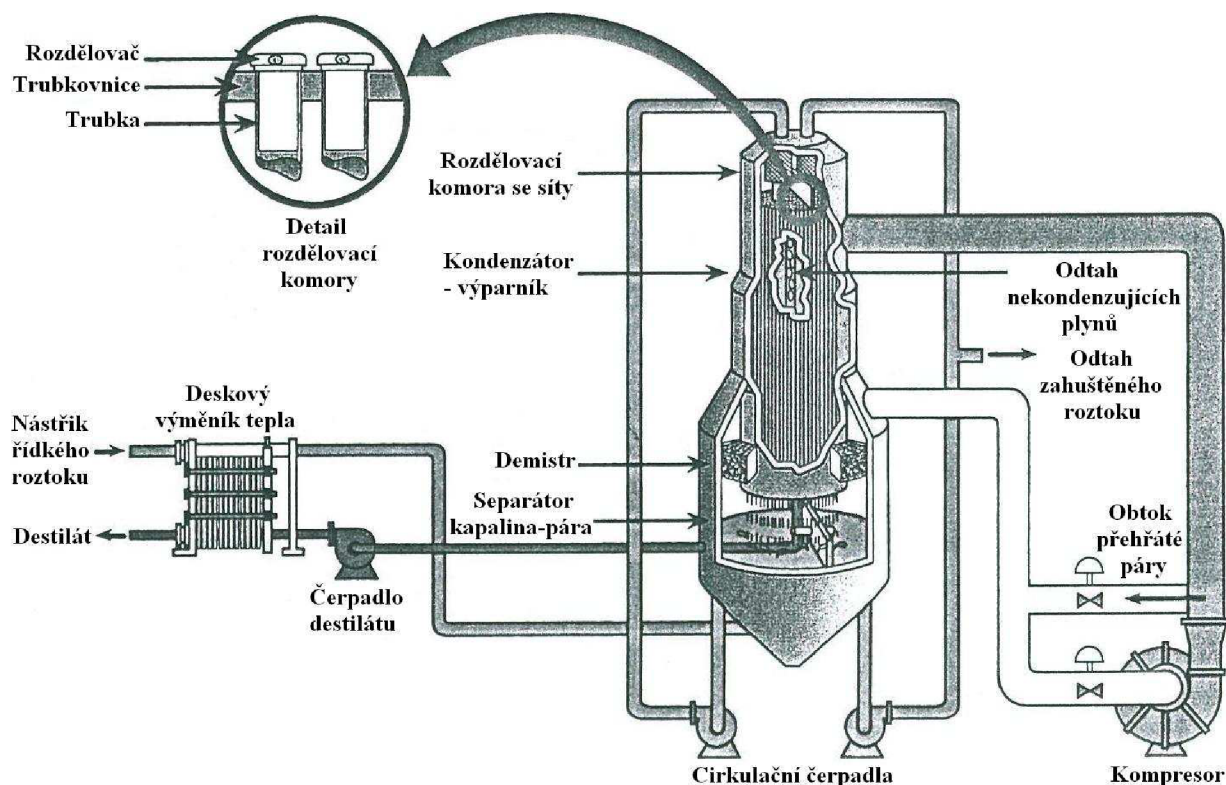 Rozdělovač
Trubkovnice
Trubka
Detail
rozdělovací
komory
Rozdělovací
komora se síty
Kondenzátor
- výparník
Odtah
nekondenzujících
plynů
Odtah
zahuštěného
roztoku
Deskový
výměník tepla
Nástřik
řídkého
roztoku
Destilát
Čerpadlo
destilátu
Demistr
Separátor
kapalina-pára
Obtok
přehřáté
páry
Cirkulační čerpadla
Kompresor